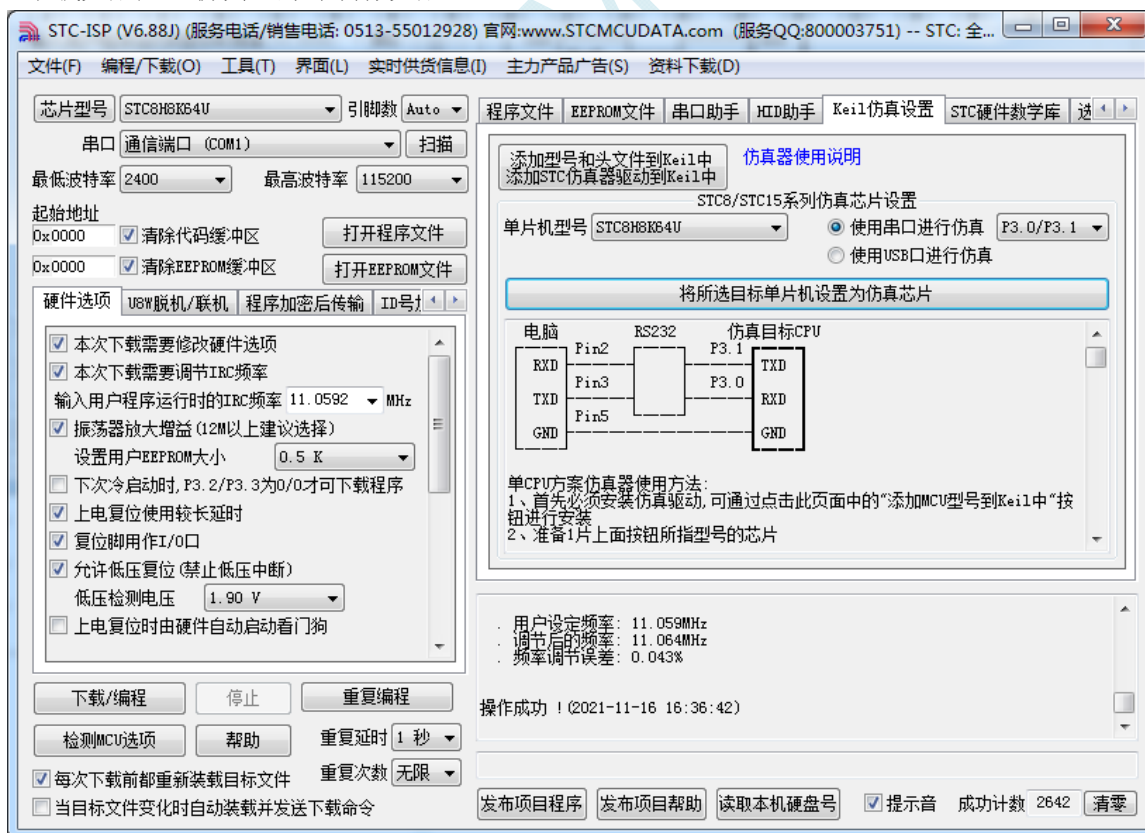 STC-ISP (V6.88J) (服务电话/销售电话: 0513-55012928) 官网:www.STCMCUDATA.com (服务QQ:800003751) -- STC: 全...
文件(F) 编程/下载(O) 工具(T) 界面(L) 实时供货信息(I) 主力产品广告(S) 资料下载(D)
芯片型号 STC8H8K64U 引脚数 Auto
串口 通信端口 (COM1) 扫描
最低波特率 2400 最高波特率 115200
起始地址
0x0000 清除代码缓冲区 打开程序文件
0x0000 清除EEPROM缓冲区 打开EEPROM文件
硬件选项 U8W脱机/联机 程序加密后传输 ID号
本次下载需要修改硬件选项
本次下载需要调节IRC频率
输入用户程序运行时的IRC频率 11.0592 MHz
振荡器放大增益(12M以上建议选择)
设置用户EEPROM大小 0.5 K
下次冷启动时,P3.2/P3.3为0/0才可下载程序
上电复位使用较长延时
复位脚用作I/O口
允许低压复位(禁止低压中断)
低压检测电压 1.90 V
上电复位时由硬件自动启动看门狗
下载/编程 停止 重复编程
检测MCU选项 帮助 重复延时 1 秒
每次下载前都重新装载目标文件 重复次数 无限
当目标文件变化时自动装载并发送下载命令
程序文件 EEPROM文件 串口助手 HID助手 Keil仿真设置 STC硬件数学库
添加型号和头文件到Keil中 仿真器使用说明
添加STC仿真器驱动到Keil中
STC8/STC15系列仿真芯片设置
单片机型号 STC8H8K64U 使用串口进行仿真 P3.0/P3.1
使用USB口进行仿真
将所选目标单片机设置为仿真芯片
电脑 RS232 仿真目标CPU
Pin2 P3.1
RXD TXD
Pin3 P3.0
TXD RXD
Pin5
GND GND
单CPU方案仿真器使用方法:
1、首先必须安装仿真驱动,可通过点击此页面中的"添加MCU型号到Keil中"按
钮进行安装
2、准备1片上面按钮所指型号的芯片
. 用户设定频率: 11.059MHz
. 调节后的频率: 11.064MHz
. 频率调节误差: 0.043%
操作成功 !(2021-11-16 16:36:42)
发布项目程序 发布项目帮助 读取本机硬盘号 提示音 成功计数 2642 清零